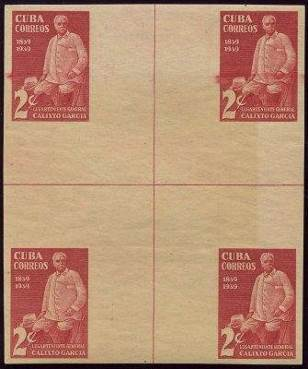 CUBA
CORREOS
1839
1939
2¢
LUGARTENIENTE GENERAL
CALIXTO GARCIA
CUBA
CORREOS
1839
1939
2¢
LUGARTENIENTE GENERAL
CALIXTO GARCIA
CUBA
CORREOS
1839
1939
2¢
LUGARTENIENTE GENERAL
CALIXTO GARCIA
CUBA
CORREOS
1839
1939
2¢
LUGARTENIENTE GENERAL
CALIXTO GARCIA